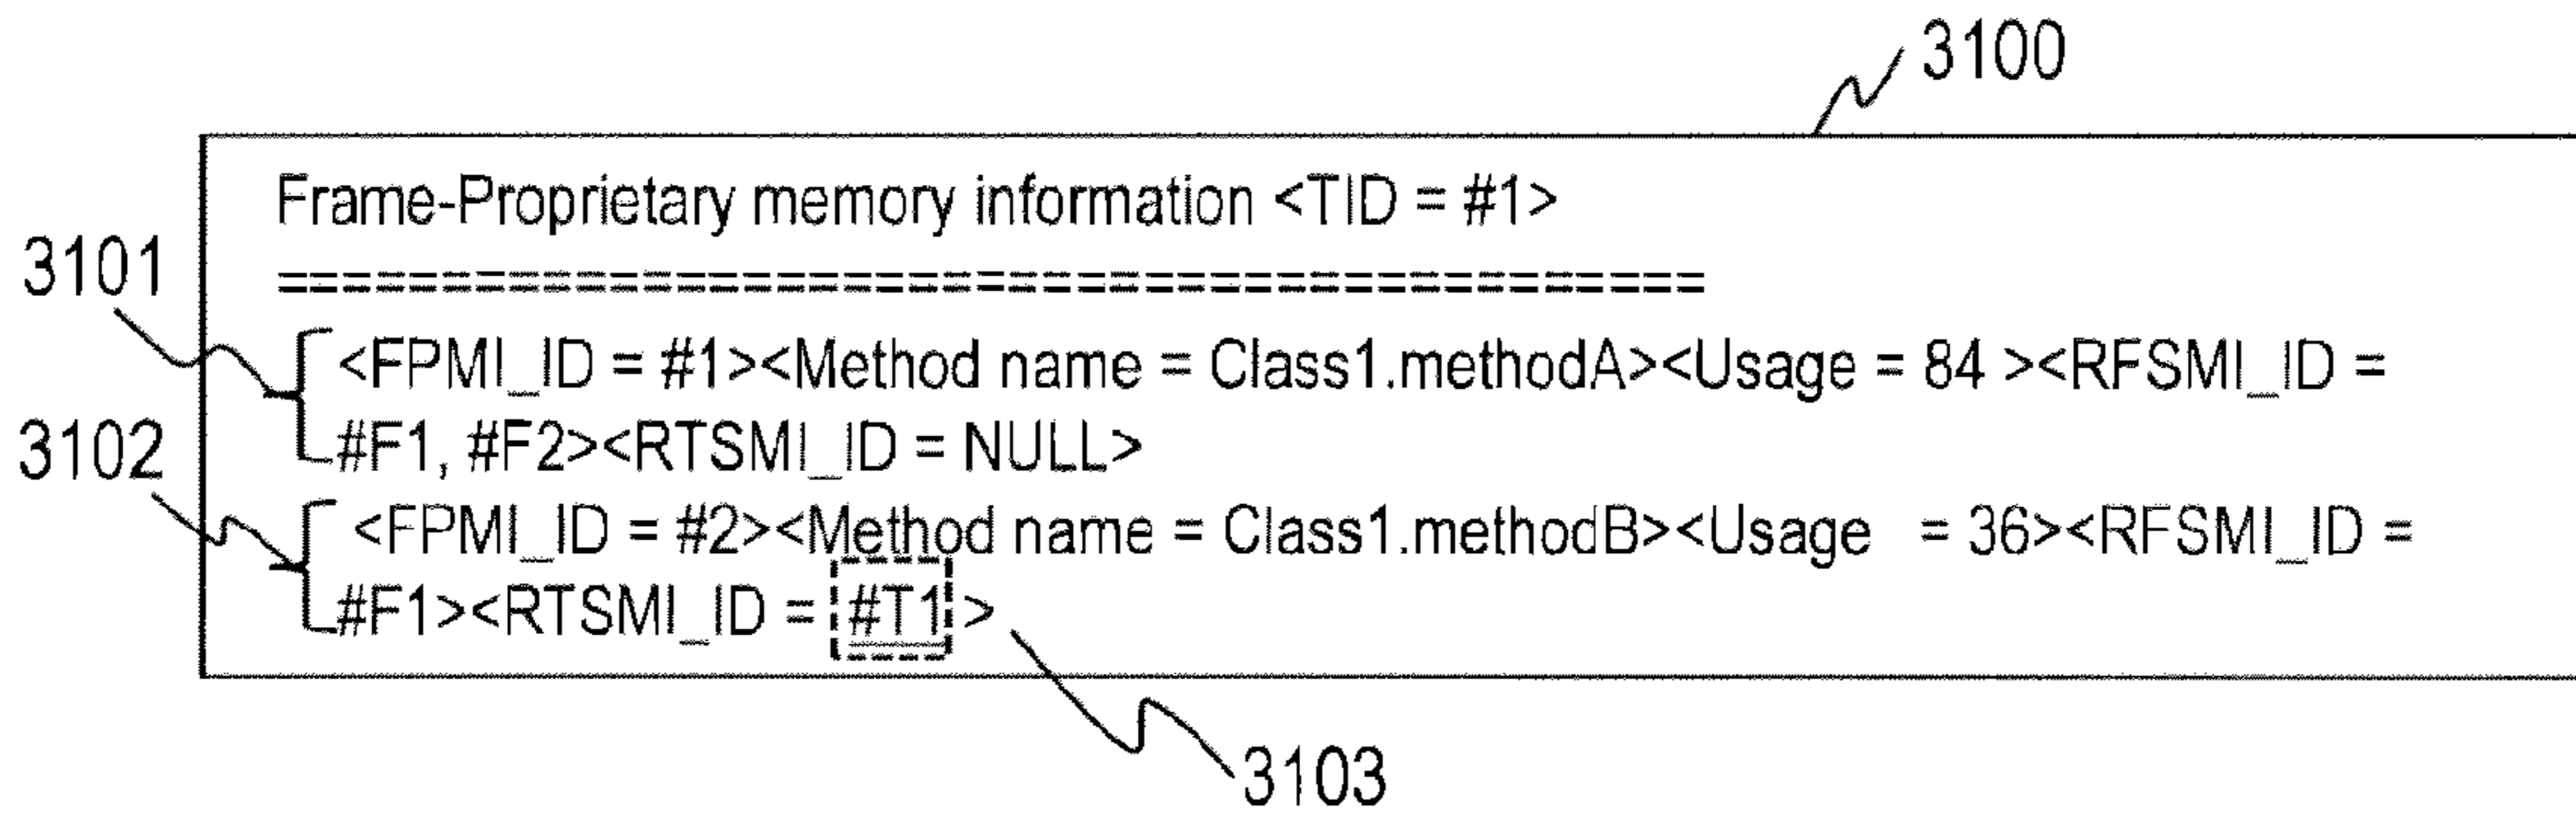 3100
Frame-Proprietary memory information <TID = #1>
===========================================
3101
<FPMI_ID = #1><Method name = Class1.methodA><Usage = 84 ><RFSMI_ID =
#F1, #F2><RTSMI_ID = NULL>
3102
<FPMI_ID = #2><Method name = Class1.methodB><Usage = 36><RFSMI_ID =
#F1><RTSMI_ID = #T1 >
3103